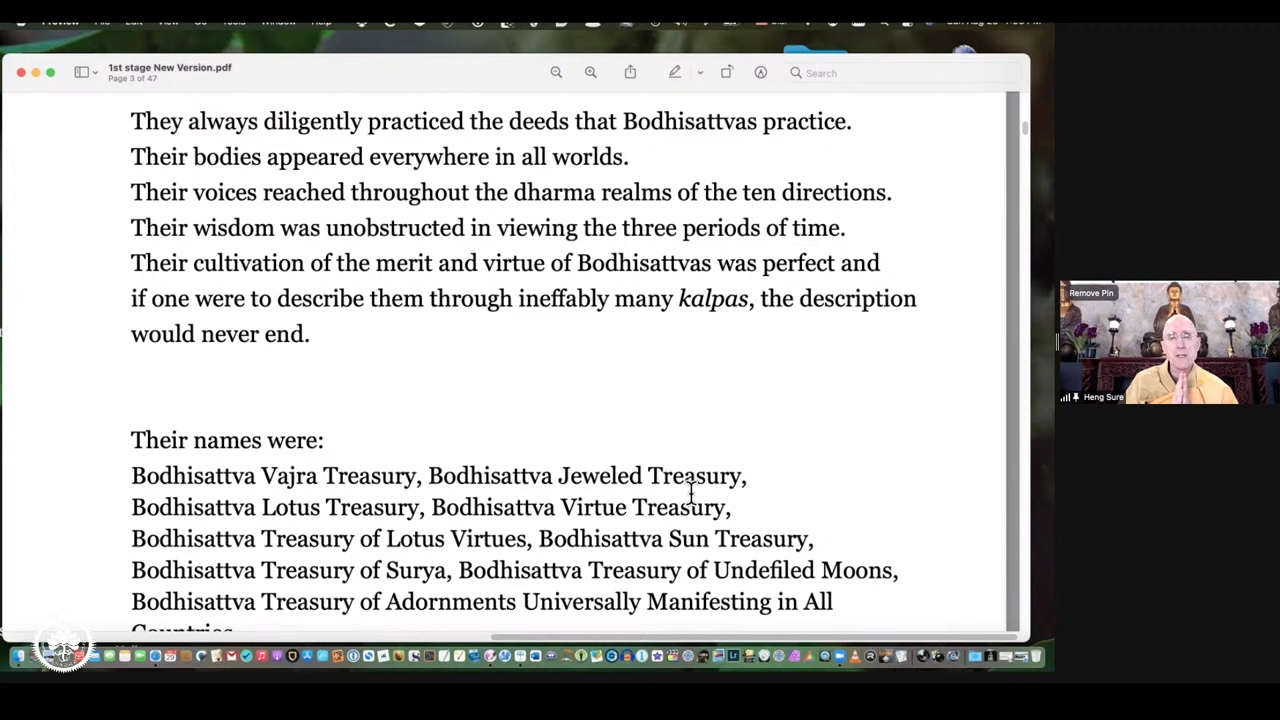 1st stage New Version.pdf
Page 3 of 47
Search
They always diligently practiced the deeds that Bodhisattvas practice.
Their bodies appeared everywhere in all worlds.
Their voices reached throughout the dharma realms of the ten directions.
Their wisdom was unobstructed in viewing the three periods of time.
Their cultivation of the merit and virtue of Bodhisattvas was perfect and
if one were to describe them through ineffably many kalpas, the description
would never end.
Remove Pin
Heng Sure
Their names were:
Bodhisattva Vajra Treasury, Bodhisattva Jeweled Treasury,
Bodhisattva Lotus Treasury, Bodhisattva Virtue Treasury,
Bodhisattva Treasury of Lotus Virtues, Bodhisattva Sun Treasury,
Bodhisattva Treasury of Surya, Bodhisattva Treasury of Undefiled Moons,
Bodhisattva Treasury of Adornments Universally Manifesting in All
Countries